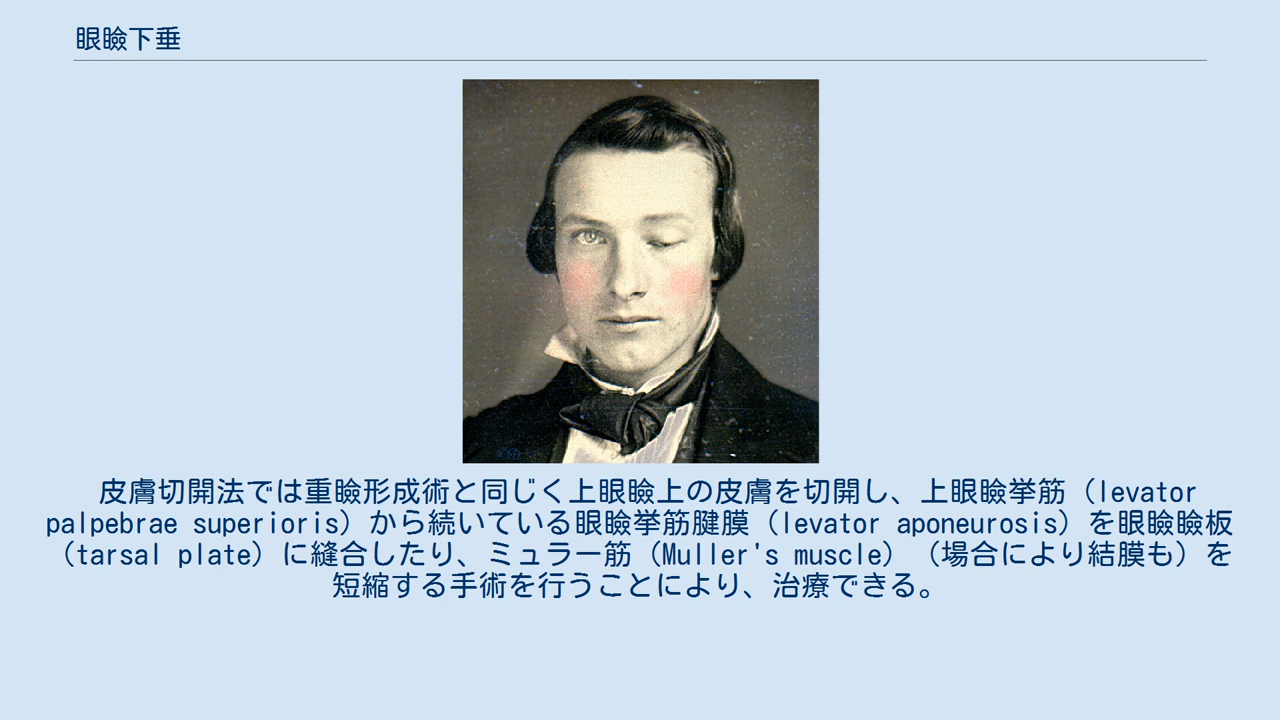 眼瞼下垂
皮膚切開法では重瞼形成術と同じく上眼瞼上の皮膚を切開し、上眼瞼挙筋（levator
palpebrae superioris）から続いている眼瞼挙筋腱膜（levator aponeurosis）を眼瞼瞼板
（tarsal plate）に縫合したり、ミュラー筋（Muller's muscle）（場合により結膜も）を
短縮する手術を行うことにより、治療できる。